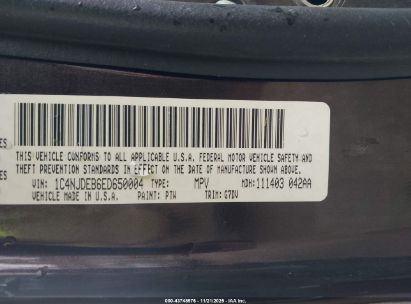 THIS VEHICLE CONFORMS TO ALL APPLICABLE U.S.A. FEDERAL MOTOR VEHICLE SAFETY AND
THEFT PREVENTION STANDARDS IN EFFECT ON THE DATE OF MANUFACTURE SHOWN ABOVE.
VIN: 1C4NJDEB6ED650004 TYPE: MPV MDH: 111403 042AA
VEHICLE MADE IN U.S.A. PAINT: PTW TRIM: G7DV
000-43748976 - 11/21/2025 - IAA Inc.